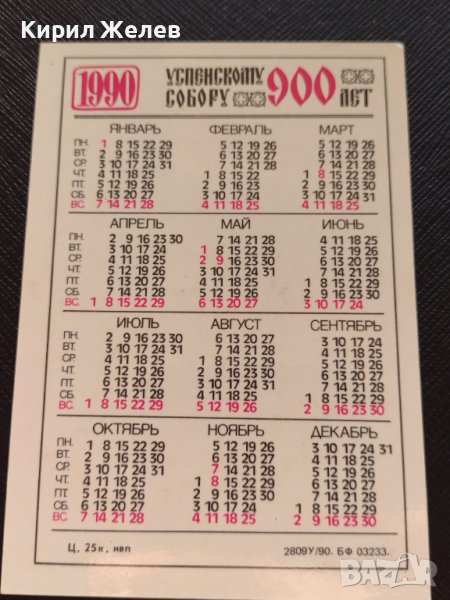 Кирил Желев
1990 УСПЕНСКОМУ СОБОРУ 900 ЛЕТ
ЯНВАРЬ ФЕВРАЛЬ МАРТ
ПН. 1 8 15 22 29 5 12 19 26 5 12 19 26
ВТ. 2 9 16 23 30 6 13 20 27 6 13 20 27
СР. 3 10 17 24 31 7 14 21 28 7 14 21 28
ЧТ. 4 11 18 25 1 8 15 22 1 8 15 22 29
ПТ. 5 12 19 26 2 9 16 23 2 9 16 23 30
СБ. 6 13 20 27 3 10 17 24 3 10 17 24 31
ВС. 7 14 21 28 4 11 18 25 4 11 18 25
АПРЕЛЬ МАЙ ИЮНЬ
ПН. 2 9 16 23 30 7 14 21 28 4 11 18 25
ВТ. 3 10 17 24 1 8 15 22 29 5 12 19 26
СР. 4 11 18 25 2 9 16 23 30 6 13 20 27
ЧТ. 5 12 19 26 3 10 17 24 31 7 14 21 28
ПТ. 6 13 20 27 4 11 18 25 1 8 15 22 29
СБ. 7 14 21 28 5 12 19 26 2 9 16 23 30
ВС. 1 8 15 22 29 6 13 20 27 3 10 17 24
ИЮЛЬ АВГУСТ СЕНТЯБРЬ
ПН. 2 9 16 23 30 6 13 20 27 3 10 17 24
ВТ. 3 10 17 24 31 7 14 21 28 4 11 18 25
СР. 4 11 18 25 1 8 15 22 29 5 12 19 26
ЧТ. 5 12 19 26 2 9 16 23 30 6 13 20 27
ПТ. 6 13 20 27 3 10 17 24 31 7 14 21 28
СБ. 7 14 21 28 4 11 18 25 1 8 15 22 29
ВС. 1 8 15 22 29 5 12 19 26 2 9 16 23 30
ОКТЯБРЬ НОЯБРЬ ДЕКАБРЬ
ПН. 1 8 15 22 29 5 12 19 26 3 10 17 24 31
ВТ. 2 9 16 23 30 6 13 20 27 4 11 18 25
СР. 3 10 17 24 31 7 14 21 28 5 12 19 26
ЧТ. 4 11 18 25 1 8 15 22 29 6 13 20 27
ПТ. 5 12 19 26 2 9 16 23 30 7 14 21 28
СБ. 6 13 20 27 3 10 17 24 1 8 15 22 29
ВС. 7 14 21 28 4 11 18 25 2 9 16 23 30
Ц. 25к, ивп 2809У/90. БФ 03233.
bazar.bg